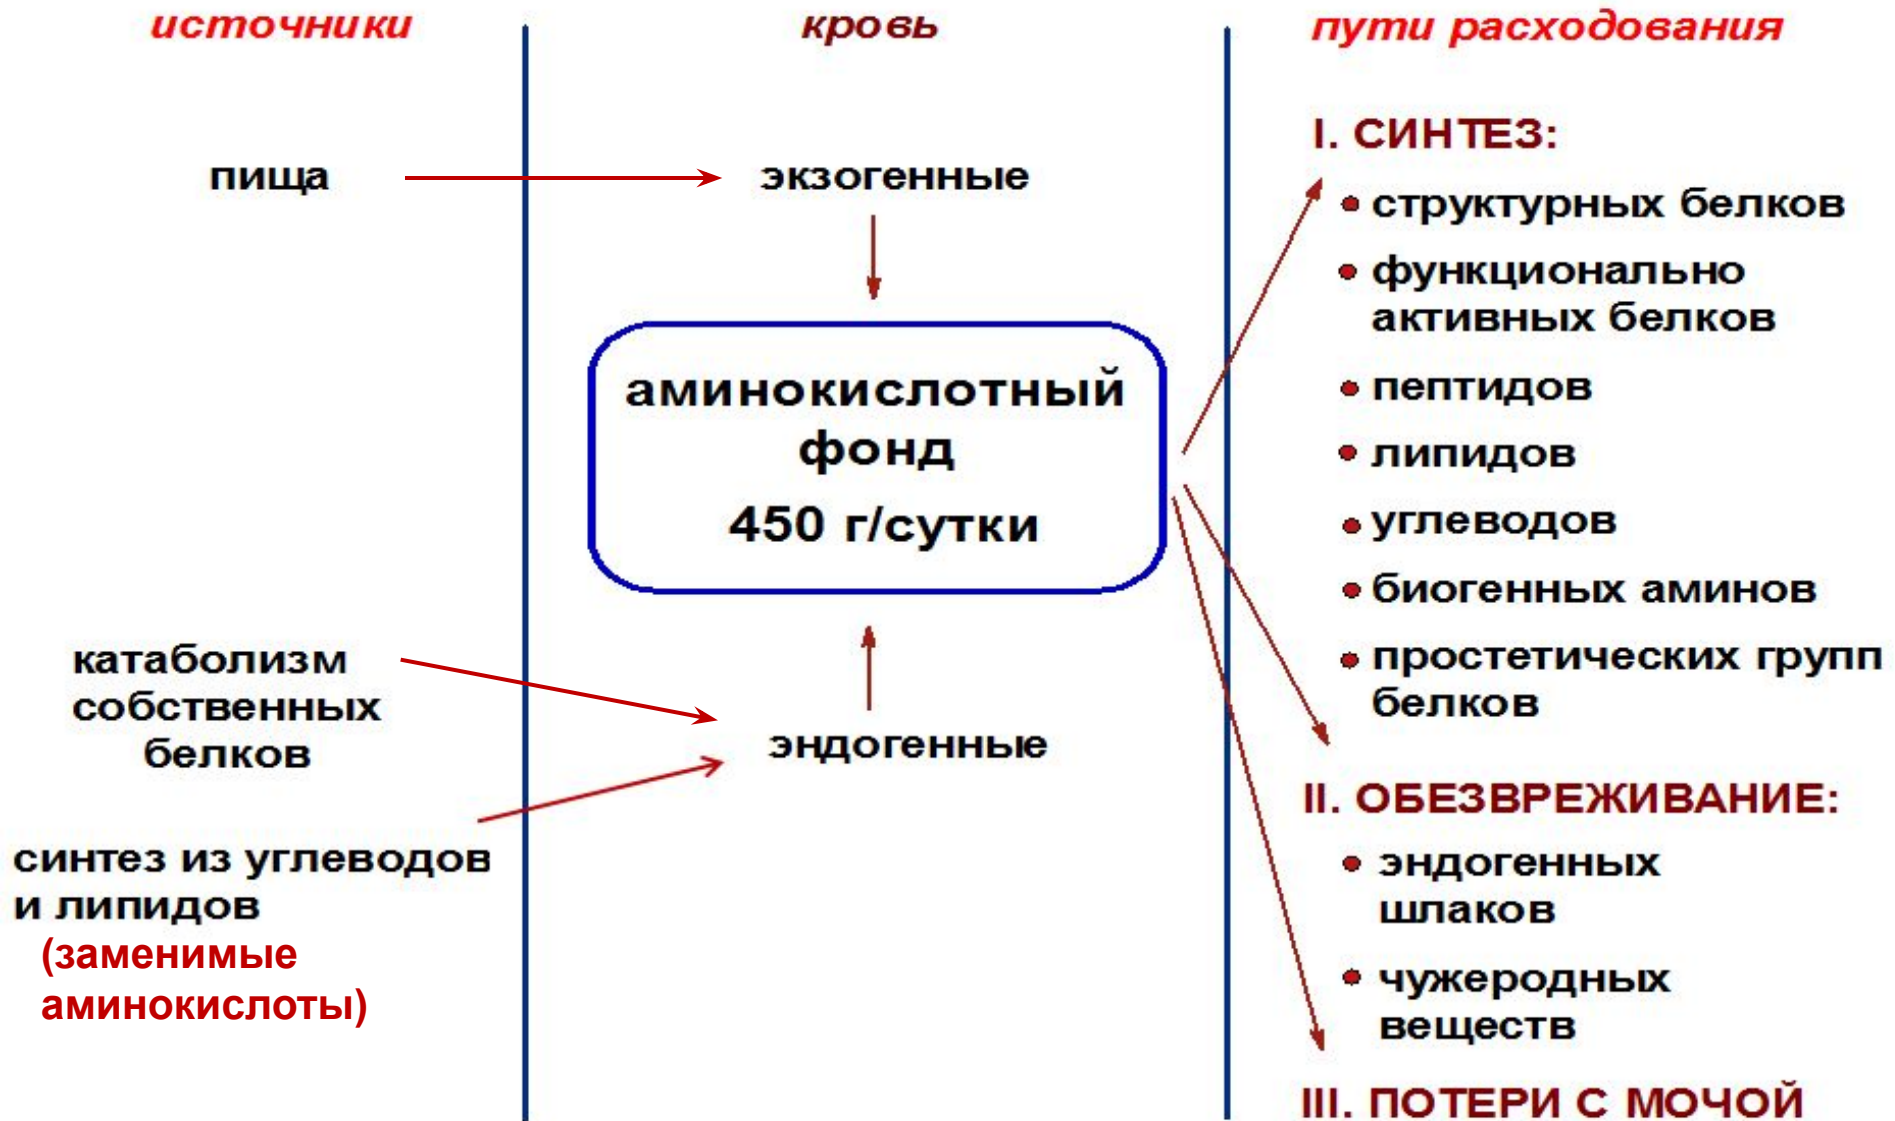 источники
кровь
пути расходования
пища
экзогенные
аминокислотный
фонд
450 г/сутки
катаболизм
собственных
белков
эндогенные
синтез из углеводов
и липидов
(заменимые
аминокислоты)
I. СИНТЕЗ:
• структурных белков
• функционально
активных белков
• пептидов
• липидов
• углеводов
• биогенных аминов
• простетических групп
белков
II. ОБЕЗВРЕЖИВАНИЕ:
• эндогенных
шлаков
• чужеродных
веществ
III. ПОТЕРИ С МОЧОЙ